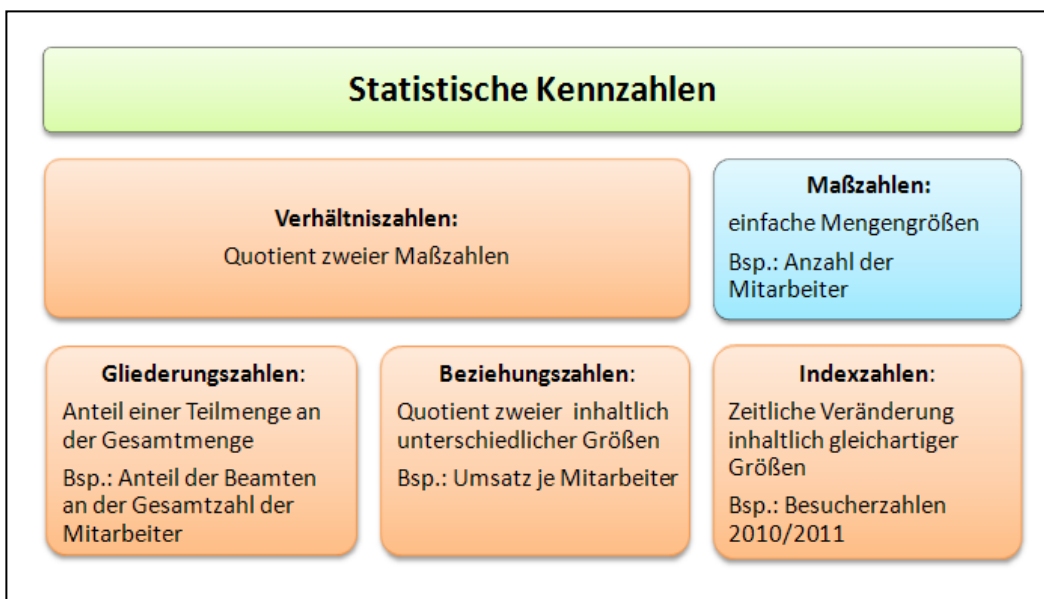 Statistische Kennzahlen
Verhältniszahlen:
Quotient zweier Maßzahlen
Maßzahlen:
einfache Mengengrößen
Bsp.: Anzahl der
Mitarbeiter
Gliederungszahlen:
Anteil einer Teilmenge an
der Gesamtmenge
Bsp.: Anteil der Beamten
an der Gesamtzahl der
Mitarbeiter
Beziehungszahlen:
Quotient zweier inhaltlich
unterschiedlicher Größen
Bsp.: Umsatz je Mitarbeiter
Indexzahlen:
Zeitliche Veränderung
inhaltlich gleichartiger
Größen
Bsp.: Besucherzahlen
2010/2011